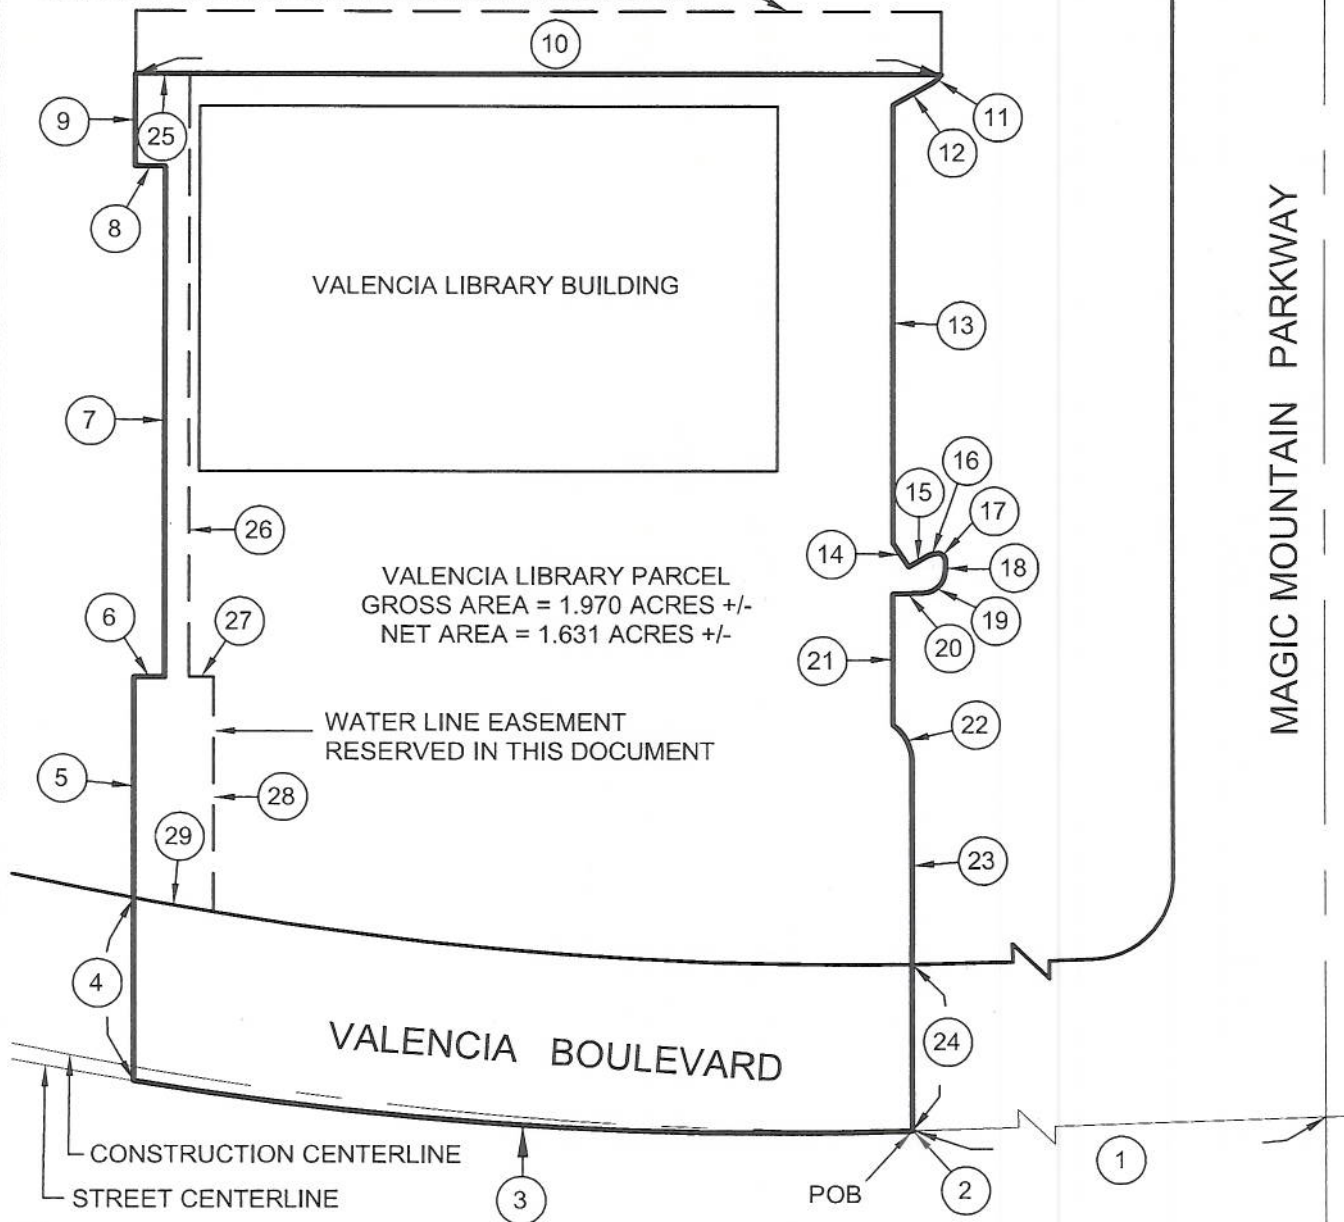 10
9
25
11
12
8
VALENCIA LIBRARY BUILDING
13
7
16
15
17
26
14
18
VALENCIA LIBRARY PARCEL
GROSS AREA = 1.970 ACRES +/-
NET AREA = 1.631 ACRES +/-
6
27
19
20
21
WATER LINE EASEMENT
RESERVED IN THIS DOCUMENT
22
5
28
29
23
4
24
VALENCIA BOULEVARD
CONSTRUCTION CENTERLINE
STREET CENTERLINE
3
POB
2
1
MAGIC MOUNTAIN PARKWAY